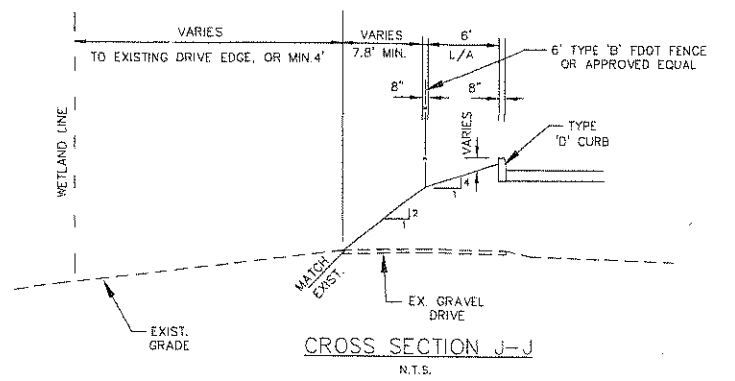 VARIES
VARIES
6'
TO EXISTING DRIVE EDGE, OR MIN.4'
7.8' MIN.
L/A
6' TYPE 'B' FDOT FENCE
OR APPROVED EQUAL
8"
8"
WETLAND LINE
VARIES
TYPE
'D' CURB
4
1
2
1
MATCH
EXIST.
EX. GRAVEL
DRIVE
EXIST.
GRADE
CROSS SECTION J-J
N.T.S.